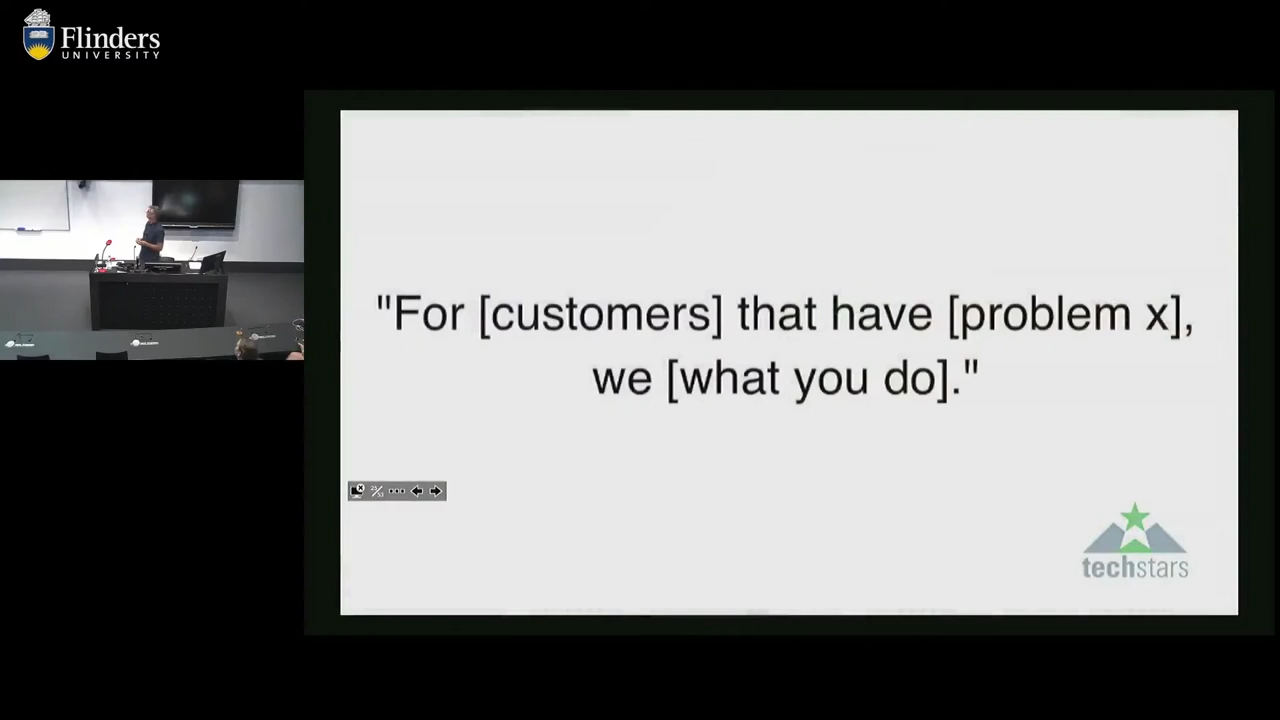 Flinders
UNIVERSITY
"For [customers] that have [problem x],
we [what you do]."
techstars